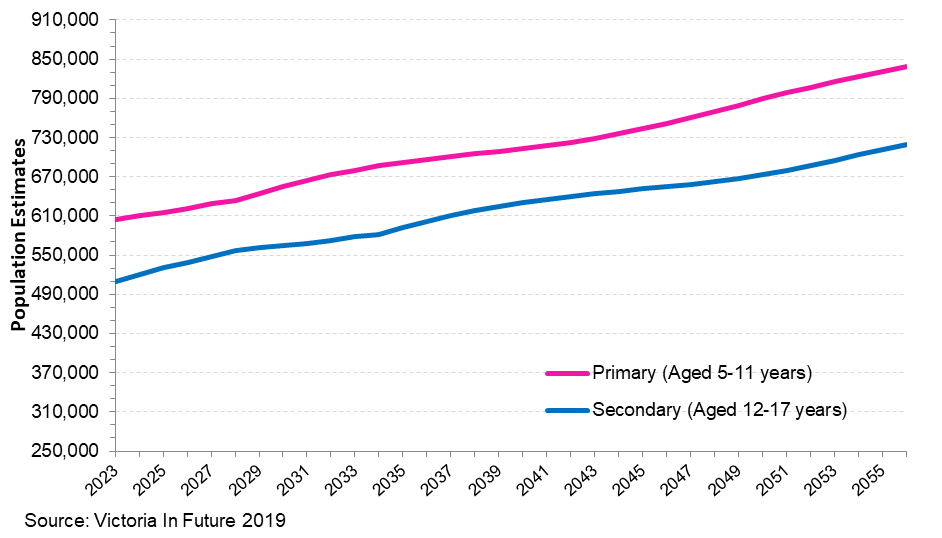 910,000
850,000
790,000
730,000
670,000
610,000
550,000
490,000
430,000
370,000
310,000
250,000
Population Estimates
Primary (Aged 5-11 years)
Secondary (Aged 12-17 years)
2023 2025 2027 2029 2031 2033 2035 2037 2039 2041 2043 2045 2047 2049 2051 2053 2055
Source: Victoria In Future 2019